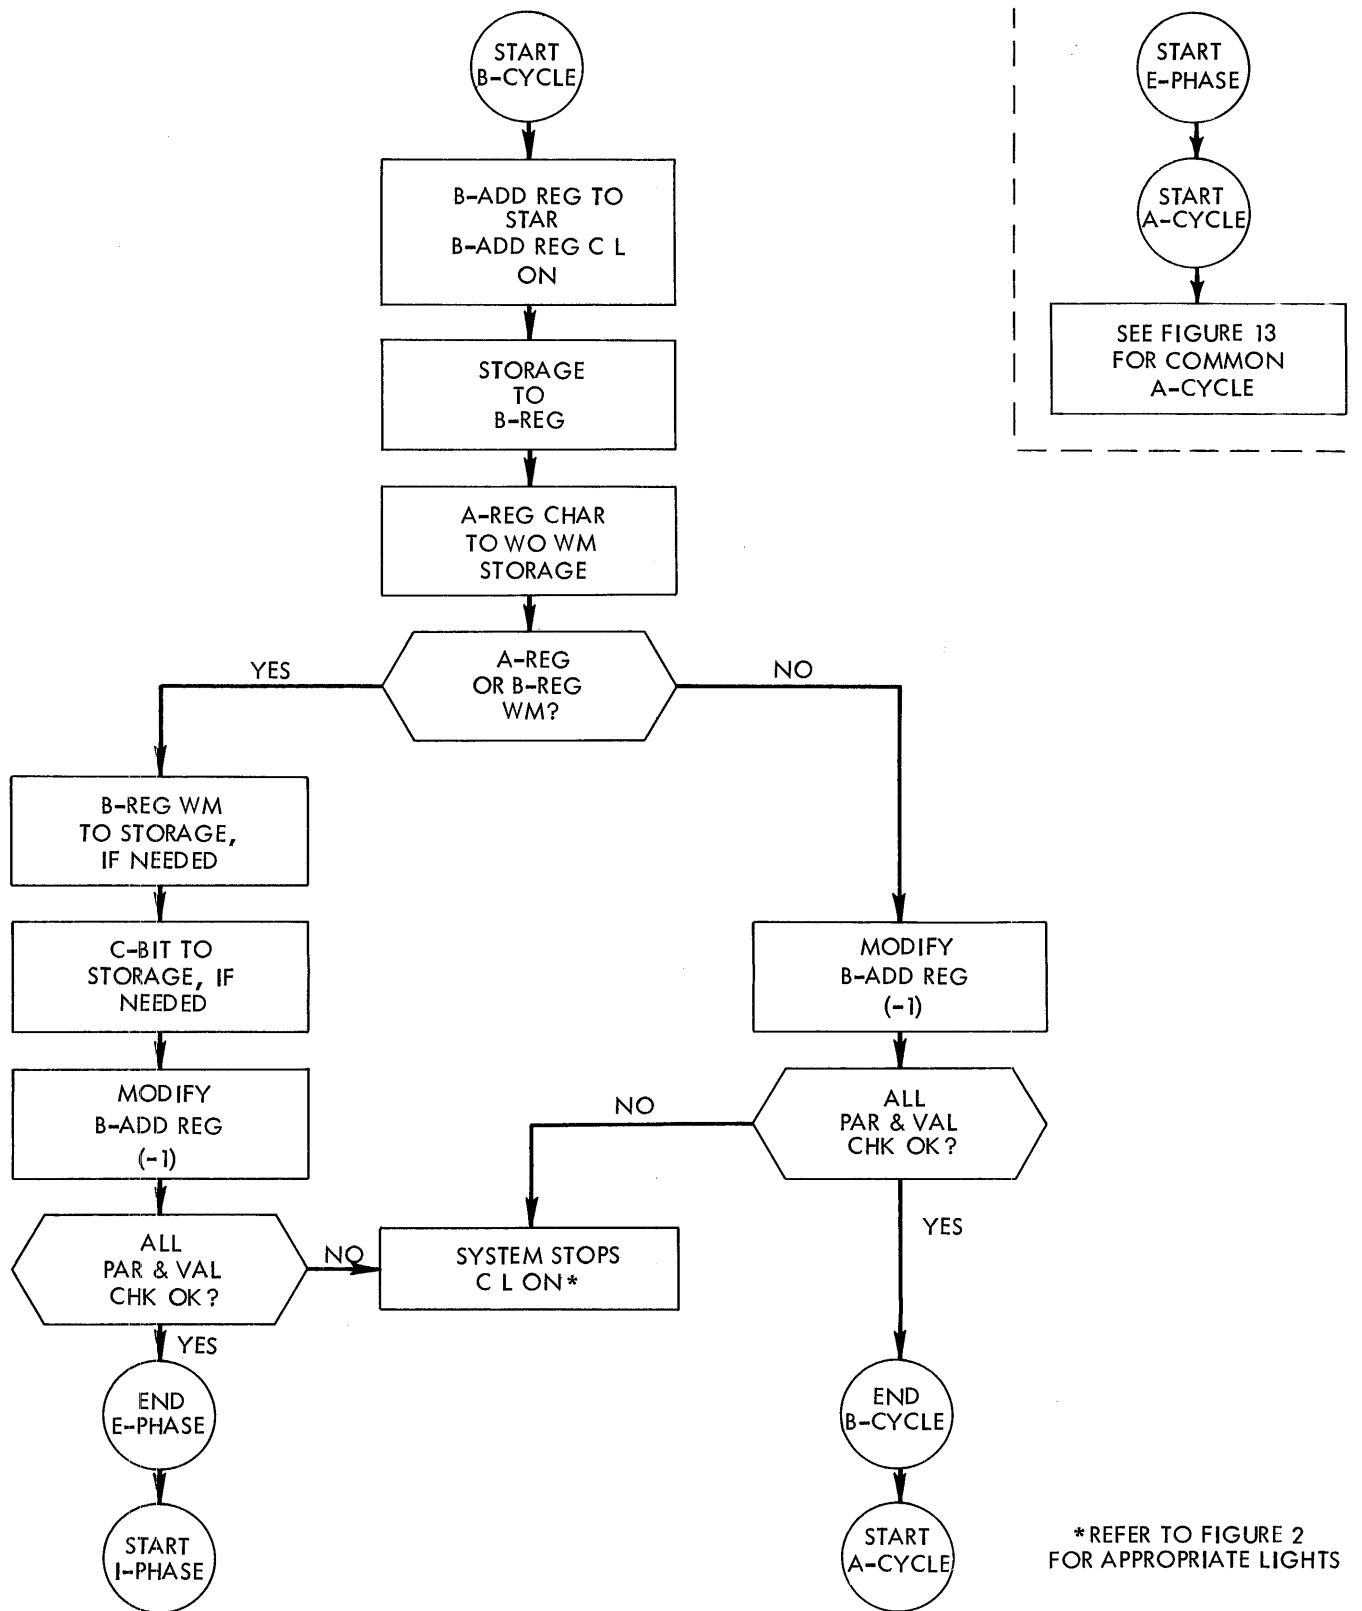 START
B-CYCLE
B-ADD REG TO
STAR
B-ADD REG C L
ON
STORAGE
TO
B-REG
A-REG CHAR
TO WO WM
STORAGE
A-REG
OR B-REG
WM?
YES
NO
B-REG WM
TO STORAGE,
IF NEEDED
C-BIT TO
STORAGE, IF
NEEDED
MODIFY
B-ADD REG
(-1)
ALL
PAR & VAL
CHK OK?
NO
YES
END
E-PHASE
START
I-PHASE
SYSTEM STOPS
C L ON*
MODIFY
B-ADD REG
(-1)
ALL
PAR & VAL
CHK OK?
NO
YES
END
B-CYCLE
START
A-CYCLE
START
E-PHASE
START
A-CYCLE
SEE FIGURE 13
FOR COMMON
A-CYCLE
*REFER TO FIGURE 2
FOR APPROPRIATE LIGHTS